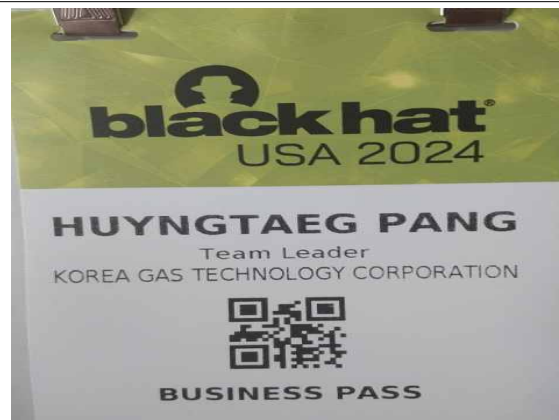 black hat®
USA 2024
HUYNGTAEG PANG
Team Leader
KOREA GAS TECHNOLOGY CORPORATION
BUSINESS PASS